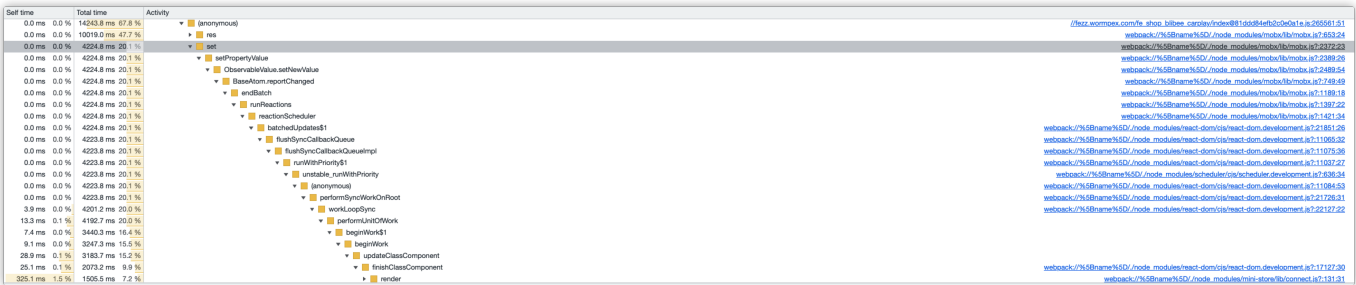 Self time Total time Activity
0.0 ms 0.0 % 14243.8 ms 67.8 % (anonymous) //fezz.wormpex.com/fe_shop_blibee_carplay/index@81ddd84efb2c0e0a1e.js:265561:51
0.0 ms 0.0 % 10019.0 ms 47.7 % res webpack://%5Bname%5D/./node_modules/mobx/lib/mobx.js?:653:24
0.0 ms 0.0 % 4224.8 ms 20.1 % set webpack://%5Bname%5D/./node_modules/mobx/lib/mobx.js?:2372:23
0.0 ms 0.0 % 4224.8 ms 20.1 % setPropertyValue webpack://%5Bname%5D/./node_modules/mobx/lib/mobx.js?:2389:26
0.0 ms 0.0 % 4224.8 ms 20.1 % ObservableValue.setNewValue webpack://%5Bname%5D/./node_modules/mobx/lib/mobx.js?:2489:54
0.0 ms 0.0 % 4224.8 ms 20.1 % BaseAtom.reportChanged webpack://%5Bname%5D/./node_modules/mobx/lib/mobx.js?:749:49
0.0 ms 0.0 % 4224.8 ms 20.1 % endBatch webpack://%5Bname%5D/./node_modules/mobx/lib/mobx.js?:1189:18
0.0 ms 0.0 % 4224.8 ms 20.1 % runReactions webpack://%5Bname%5D/./node_modules/mobx/lib/mobx.js?:1397:22
0.0 ms 0.0 % 4224.8 ms 20.1 % reactionScheduler webpack://%5Bname%5D/./node_modules/mobx/lib/mobx.js?:1421:34
0.0 ms 0.0 % 4224.8 ms 20.1 % batchedUpdates$1 webpack://%5Bname%5D/./node_modules/react-dom/cjs/react-dom.development.js?:21851:26
0.0 ms 0.0 % 4223.8 ms 20.1 % flushSyncCallbackQueue webpack://%5Bname%5D/./node_modules/react-dom/cjs/react-dom.development.js?:11065:32
0.0 ms 0.0 % 4223.8 ms 20.1 % flushSyncCallbackQueueImpl webpack://%5Bname%5D/./node_modules/react-dom/cjs/react-dom.development.js?:11075:36
0.0 ms 0.0 % 4223.8 ms 20.1 % runWithPriority$1 webpack://%5Bname%5D/./node_modules/react-dom/cjs/react-dom.development.js?:11037:27
0.0 ms 0.0 % 4223.8 ms 20.1 % unstable_runWithPriority webpack://%5Bname%5D/./node_modules/scheduler/cjs/scheduler.development.js?:636:34
0.0 ms 0.0 % 4223.8 ms 20.1 % (anonymous) webpack://%5Bname%5D/./node_modules/react-dom/cjs/react-dom.development.js?:11084:53
0.0 ms 0.0 % 4223.8 ms 20.1 % performSyncWorkOnRoot webpack://%5Bname%5D/./node_modules/react-dom/cjs/react-dom.development.js?:21726:31
3.9 ms 0.0 % 4201.2 ms 20.0 % workLoopSync webpack://%5Bname%5D/./node_modules/react-dom/cjs/react-dom.development.js?:22127:22
13.3 ms 0.1 % 4192.7 ms 20.0 % performUnitOfWork
7.4 ms 0.0 % 3440.3 ms 16.4 % beginWork$1
9.1 ms 0.0 % 3247.3 ms 15.5 % beginWork
28.9 ms 0.1 % 3183.7 ms 15.2 % updateClassComponent
25.1 ms 0.1 % 2073.2 ms 9.9 % finishClassComponent webpack://%5Bname%5D/./node_modules/react-dom/cjs/react-dom.development.js?:17127:30
325.1 ms 1.5 % 1505.5 ms 7.2 % render webpack://%5Bname%5D/./node_modules/mini-store/lib/connect.js?:131:31